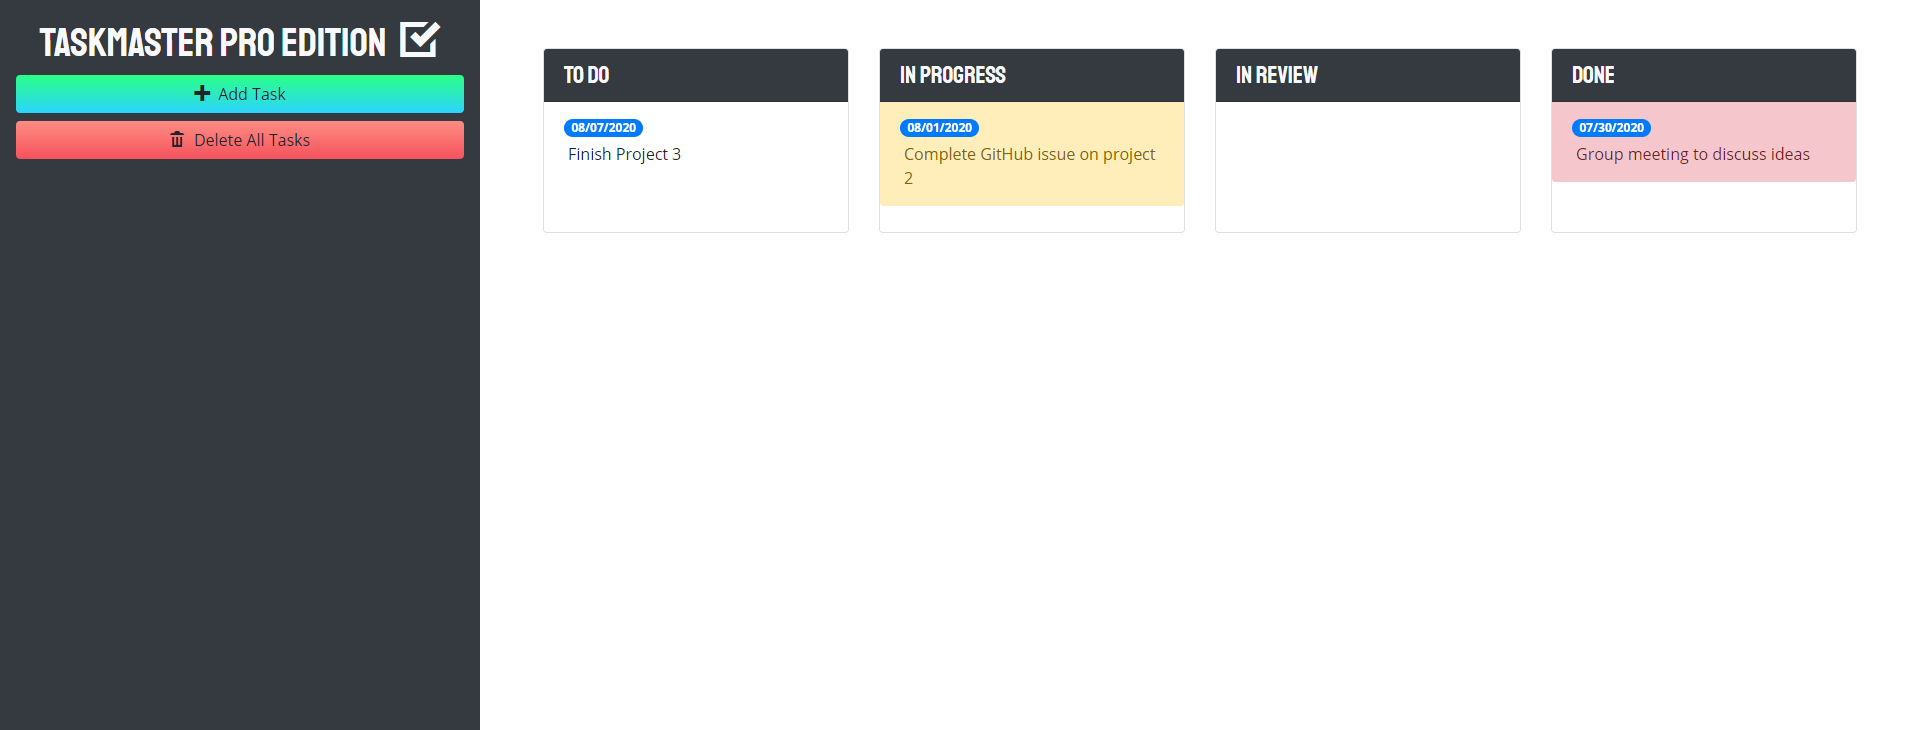 TASKMASTER PRO EDITION
Add Task
Delete All Tasks
TO DO
08/07/2020
Finish Project 3
IN PROGRESS
08/01/2020
Complete GitHub issue on project
2
IN REVIEW
DONE
07/30/2020
Group meeting to discuss ideas